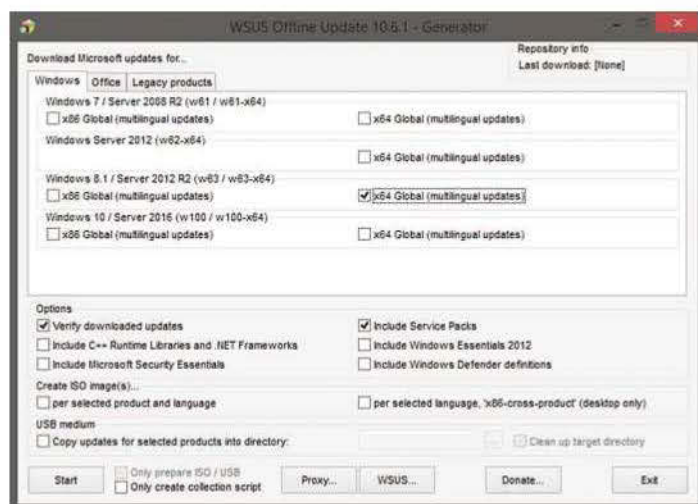 WSUS Offline Update 10.6.1 - Generator
Download Microsoft updates for...
Repository info
Last download: [None]
Windows Office Legacy products
Windows 7 / Server 2008 R2 (w61 / w61-x64)
x86 Global (multilingual updates) x64 Global (multilingual updates)
Windows Server 2012 (w62-x64)
x64 Global (multilingual updates)
Windows 8.1 / Server 2012 R2 (w63 / w63-x64)
x86 Global (multilingual updates) x64 Global (multilingual updates)
Windows 10 / Server 2016 (w100 / w100-x64)
x86 Global (multilingual updates) x64 Global (multilingual updates)
Options
Verify downloaded updates Include Service Packs
Include C++ Runtime Libraries and .NET Frameworks Include Windows Essentials 2012
Include Microsoft Security Essentials Include Windows Defender definitions
Create ISO image(s)...
per selected product and language per selected language, 'x86-cross-product' (desktop only)
USB medium
Copy updates for selected products into directory: ... Clean up target directory
Start Only prepare ISO / USB Proxy... WSUS... Donate... Exit
Only create collection script